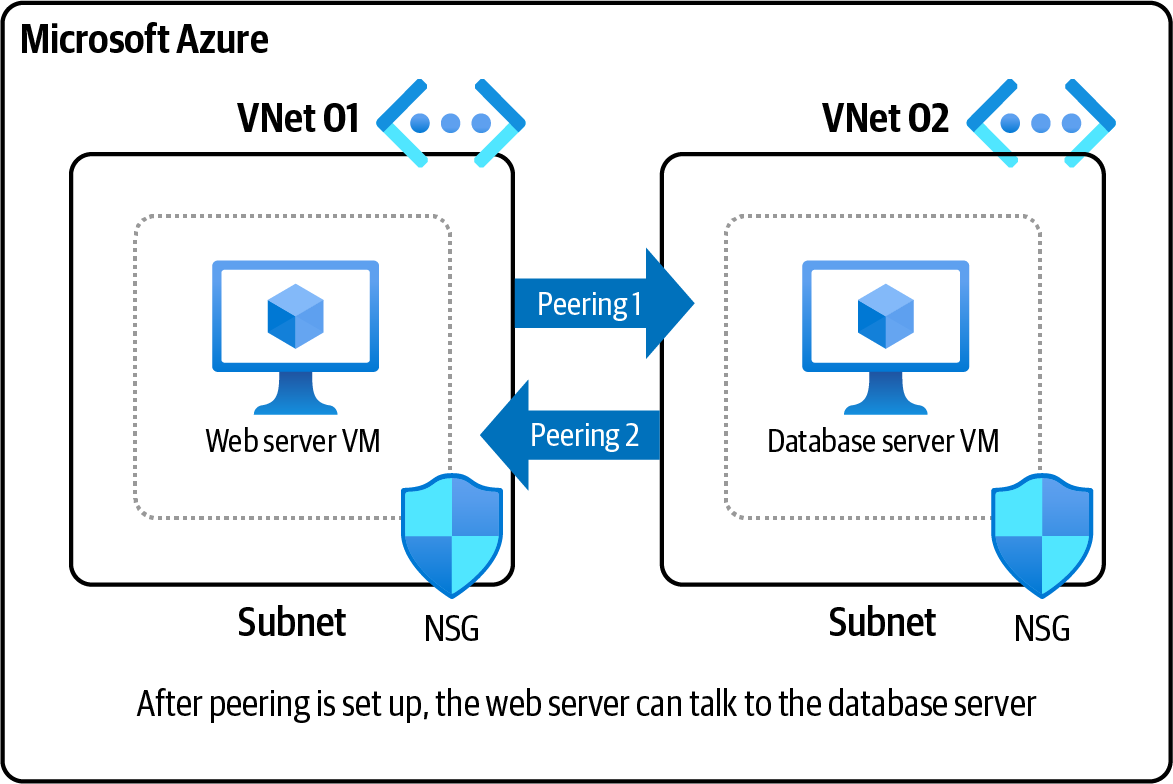 Microsoft Azure
VNet 01
VNet 02
Peering 1
Peering 2
Web server VM
Database server VM
Subnet
NSG
Subnet
NSG
After peering is set up, the web server can talk to the database server